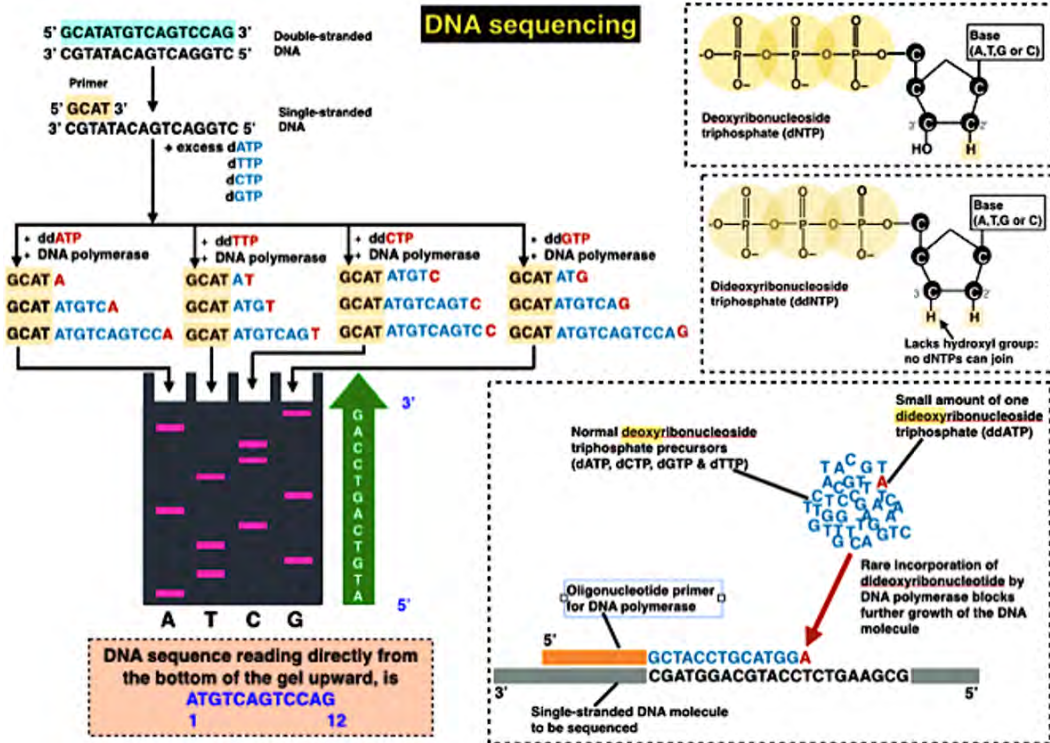 DNA sequencing
5' GCATATGTCAGTCCAG 3'
3' CGTATACAGTCAGGTC 5'
Double-stranded
DNA
Primer
5' GCAT 3'
3' CGTATACAGTCAGGTC 5'
Single-stranded
DNA
+ excess dATP
dTTP
dCTP
dGTP
+ ddATP
+ DNA polymerase
GCAT A
GCAT ATGTCA
GCAT ATGTCAGTCCA
+ ddTTP
+ DNA polymerase
GCAT AT
GCAT ATGT
GCAT ATGTCAGT
+ ddCTP
+ DNA polymerase
GCAT ATGTC
GCAT ATGTCAGTC
GCAT ATGTCAGTCC
+ ddGTP
+ DNA polymerase
GCAT ATG
GCAT ATGTCAG
GCAT ATGTCAGTCCAG
3'
GACCTGACTGTA
5'
A T C G
DNA sequence reading directly from
the bottom of the gel upward, is
ATGTCAGTCCAG
1 12
O O O
-O P O P O P O C
O– O– O–
Base
(A,T,G or C)
C C C C
3' 2'
HO H
Deoxyribonucleoside
triphosphate (dNTP)
O O O
-O P O P O P O C
O– O– O–
Base
(A,T,G or C)
C C C C
3' 2'
H H
Dideoxyribonucleoside
triphosphate (ddNTP)
Lacks hydroxyl group:
no dNTPs can join
Small amount of one
dideoxyribonucleoside
triphosphate (ddATP)
Normal deoxyribonucleoside
triphosphate precursors
(dATP, dCTP, dGTP & dTTP)
Rare incorporation of
dideoxyribonucleotide by
DNA polymerase blocks
further growth of the DNA
molecule
Oligonucleotide primer
for DNA polymerase
5'
GCTACCTGCATGGA
CGATGGACGTACCTCTGAAGCG
3' 5'
Single-stranded DNA molecule
to be sequenced